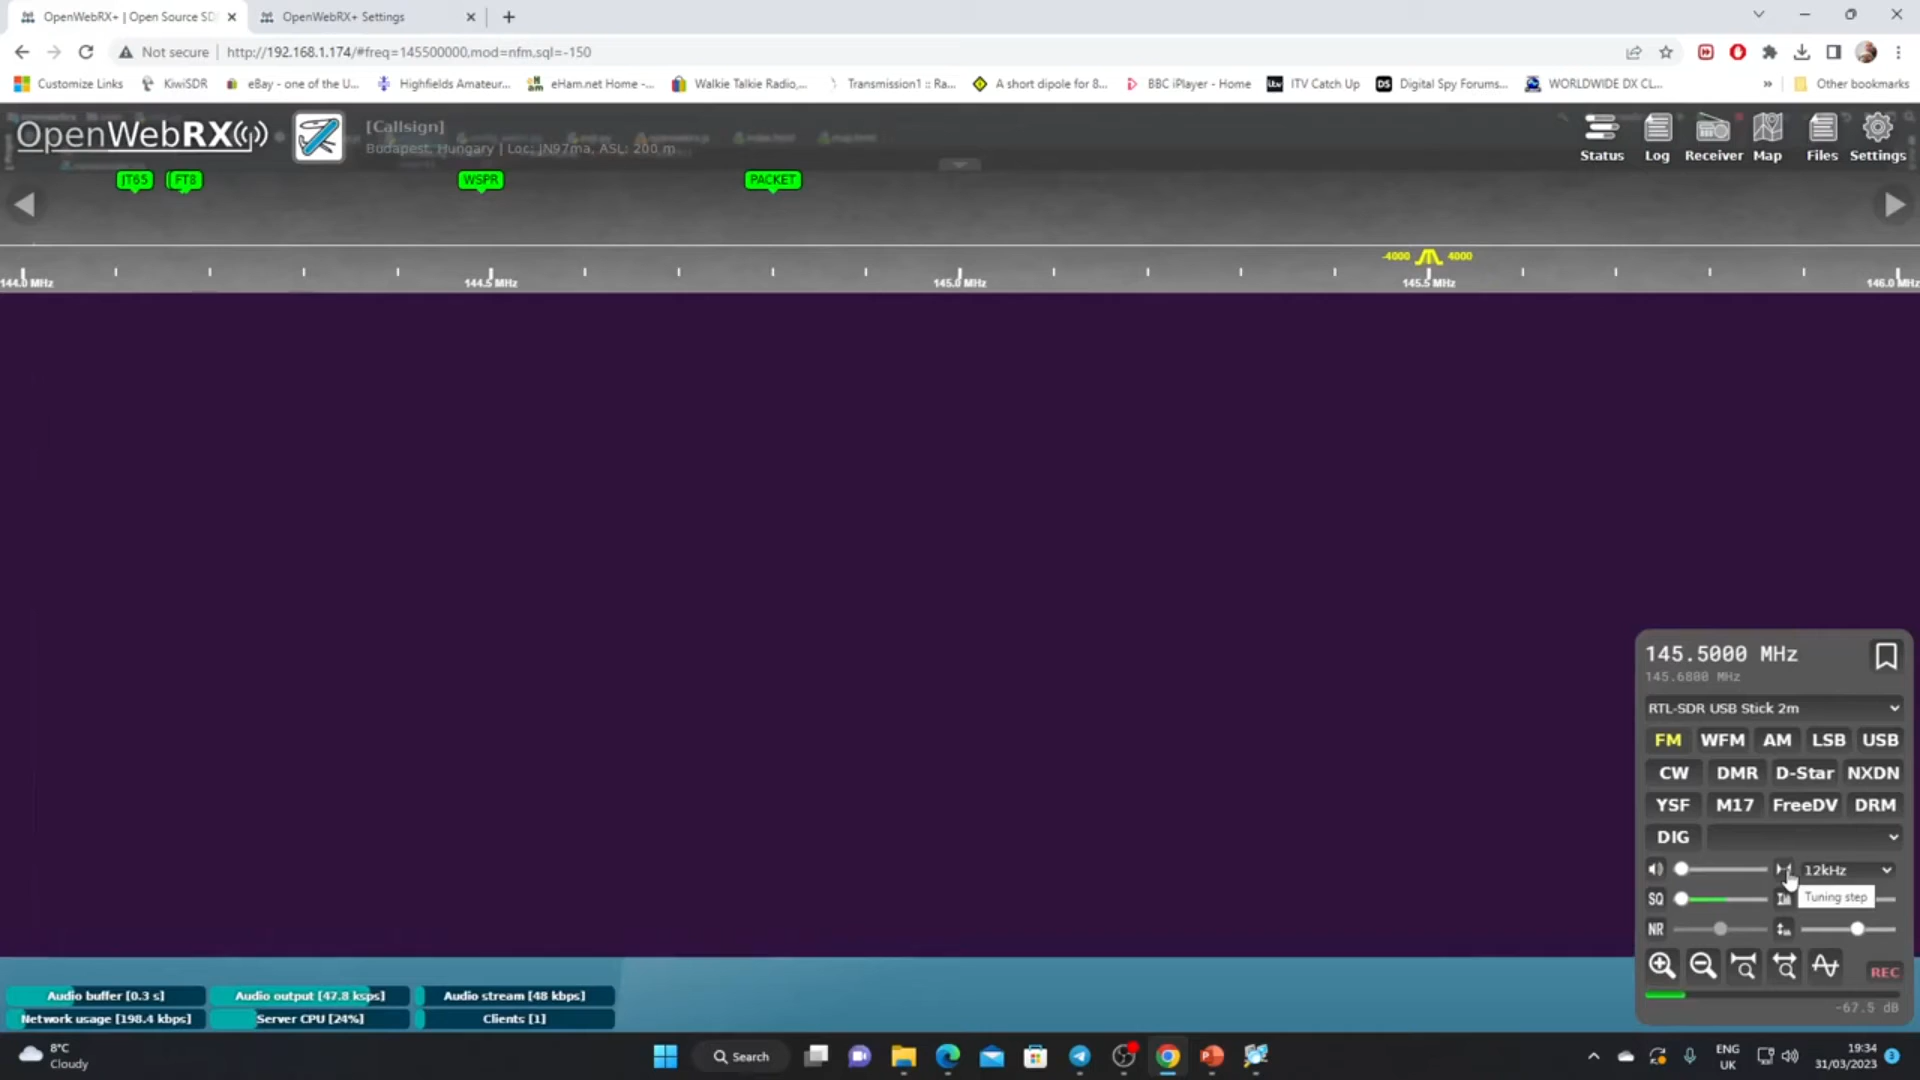 OpenWebRX+ | Open Source SD
OpenWebRX+ Settings
Not secure
http://192.168.1.174/#freq=145500000,mod=nfm,sql=-150
Customize Links
KiwiSDR
eBay - one of the U...
Highfields Amateur...
eHam.net Home -...
Walkie Talkie Radio,...
Transmission1 :: Ra...
A short dipole for 8...
BBC iPlayer - Home
ITV Catch Up
Digital Spy Forums...
WORLDWIDE DX CL...
»
Other bookmarks
OpenWebRX
[Callsign]
Budapest, Hungary | Loc: JN97ma, ASL: 200 m
Status
Log
Receiver
Map
Files
Settings
JT65
FT8
WSPR
PACKET
-4000
4000
144.0 MHz
144.5 MHz
145.0 MHz
145.5 MHz
146.0 MHz
145.5000 MHz
145.6800 MHz
RTL-SDR USB Stick 2m
FM WFM AM LSB USB
CW DMR D-Star NXDN
YSF M17 FreeDV DRM
DIG
12kHz
SQ
Tuning step
NR
REC
-67.5 dB
Audio buffer [0.3 s]
Audio output [47.8 ksps]
Audio stream [48 kbps]
Network usage [198.4 kbps]
Server CPU [24%]
Clients [1]
8°C
Cloudy
Search
ENG
UK
19:34
31/03/2023
3